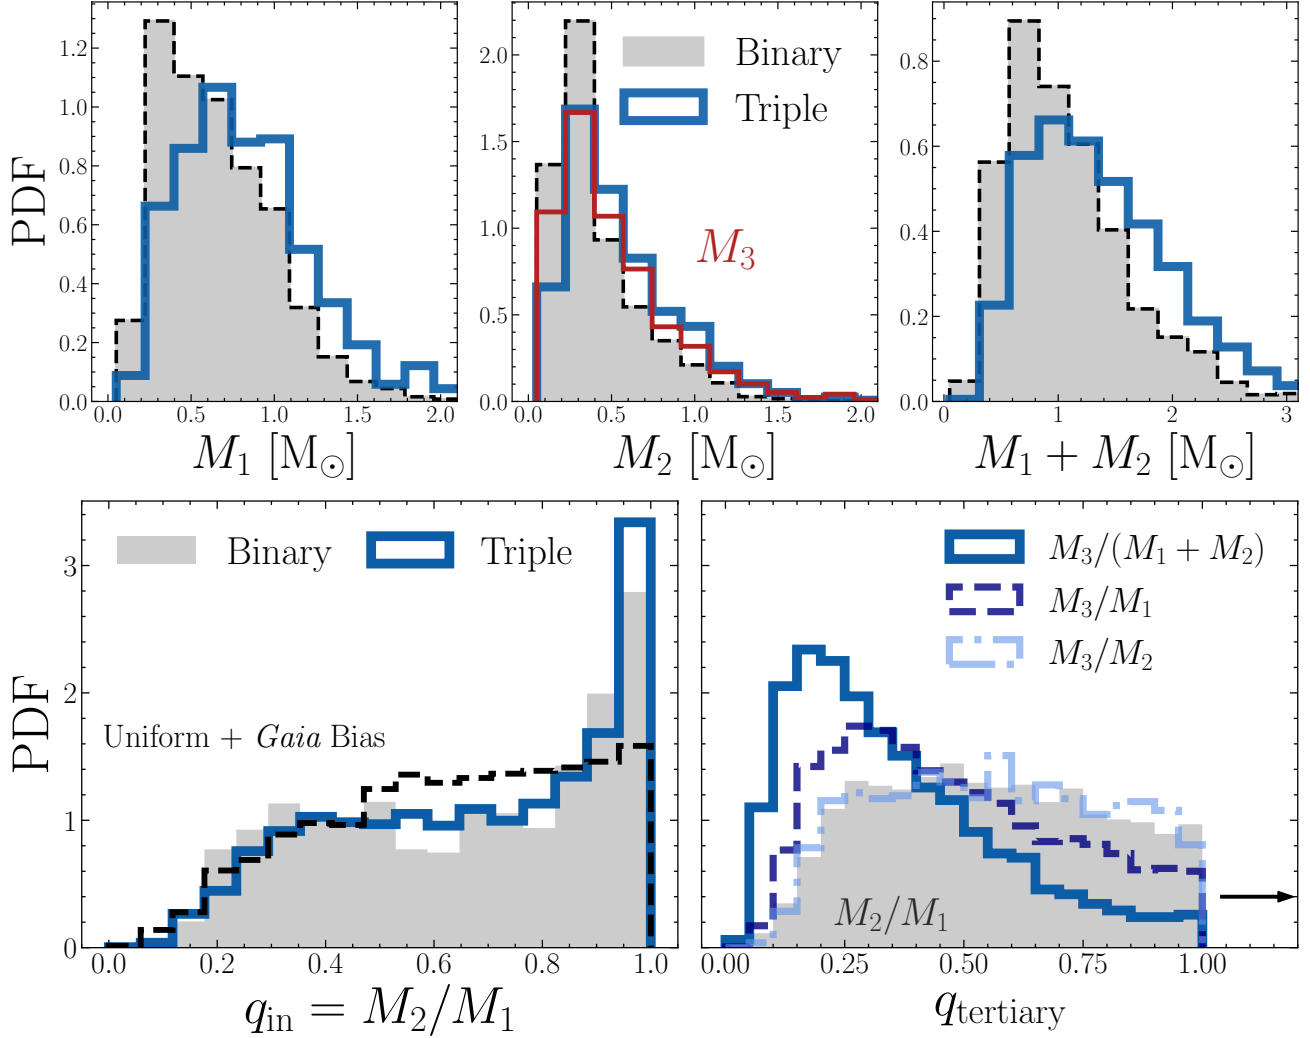 PDF
0.0
0.2
0.4
0.6
0.8
1.0
1.2
0.0
0.5
1.0
1.5
2.0
M₁ [M☉]
Binary
Triple
M₃
0.0
0.5
1.0
1.5
2.0
0.0
0.5
1.0
1.5
2.0
M₂ [M☉]
0.0
0.2
0.4
0.6
0.8
0
1
2
3
M₁ + M₂ [M☉]
PDF
Binary
Triple
Uniform + Gaia Bias
0
1
2
3
0.0
0.2
0.4
0.6
0.8
1.0
q_in = M₂/M₁
M₃/(M₁ + M₂)
M₃/M₁
M₃/M₂
M₂/M₁
0.00
0.25
0.50
0.75
1.00
q_tertiary